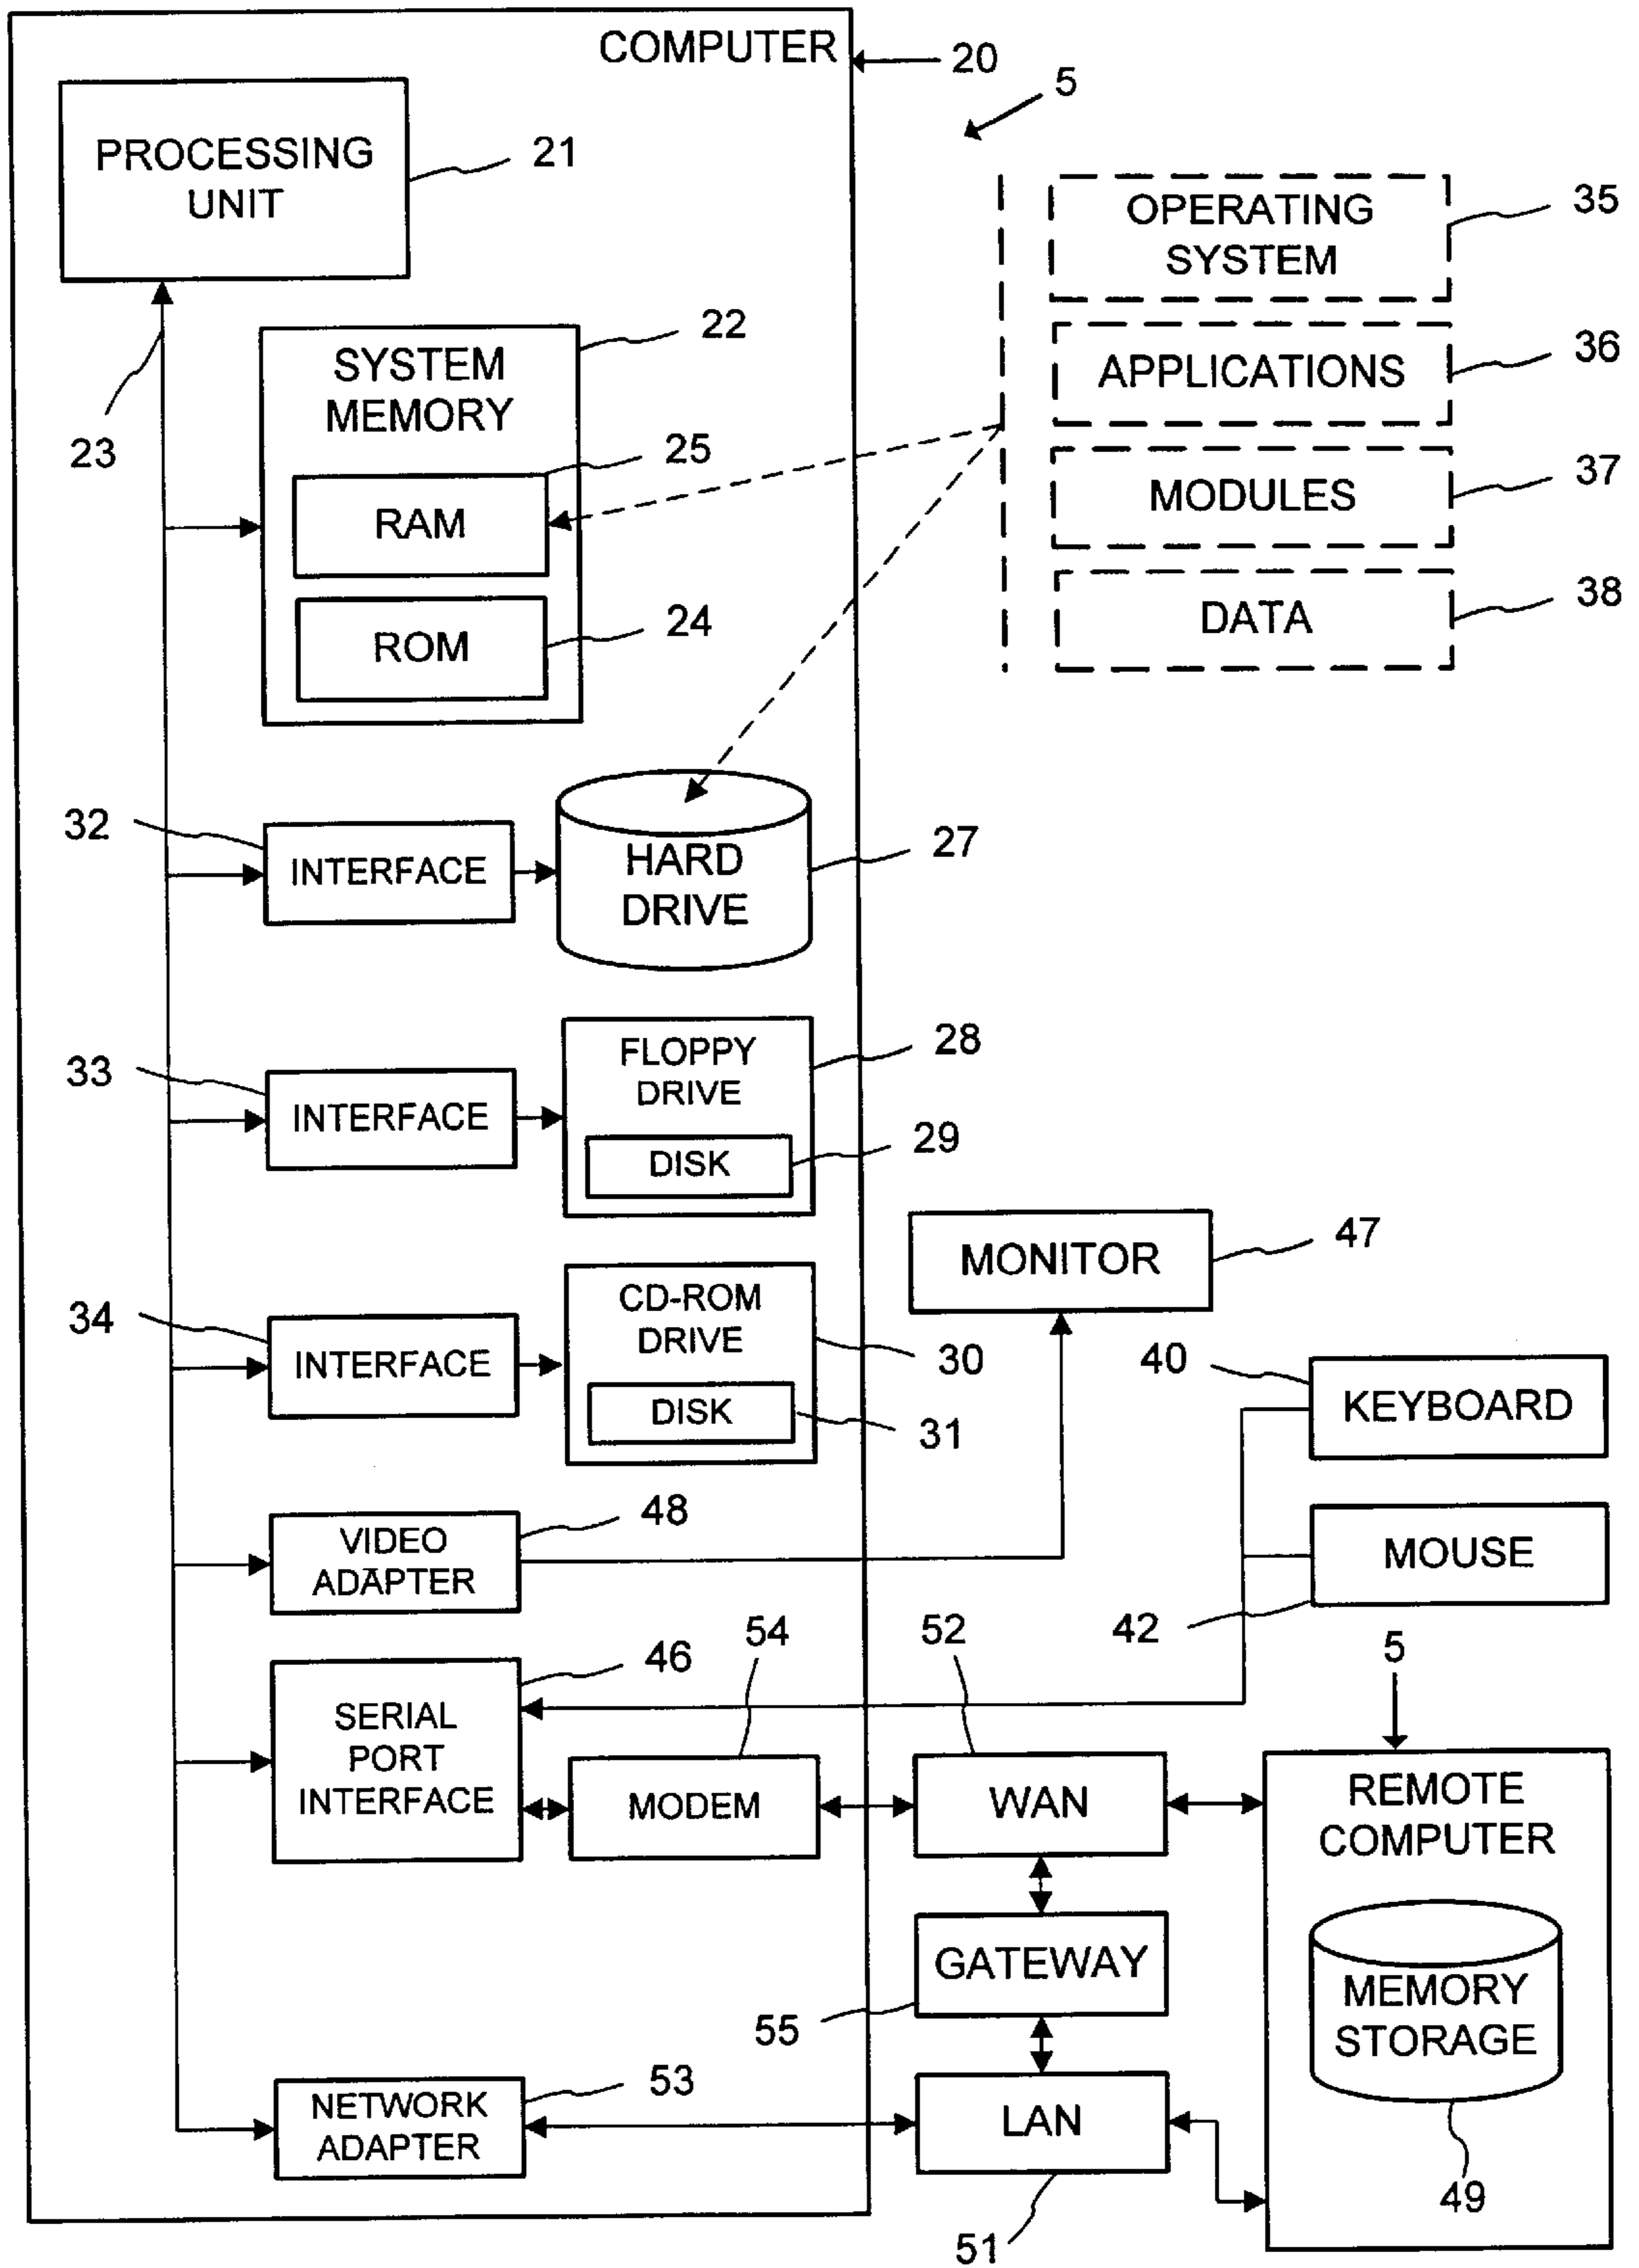 COMPUTER
20
5
PROCESSING
UNIT
21
OPERATING
SYSTEM
35
22
SYSTEM
MEMORY
APPLICATIONS
36
23
25
RAM
MODULES
37
24
ROM
DATA
38
32
INTERFACE
HARD
DRIVE
27
33
INTERFACE
FLOPPY
DRIVE
28
DISK
29
MONITOR
47
34
INTERFACE
CD-ROM
DRIVE
30
DISK
31
40
KEYBOARD
VIDEO
ADAPTER
48
MOUSE
42
46
54
52
5
SERIAL
PORT
INTERFACE
MODEM
WAN
REMOTE
COMPUTER
GATEWAY
55
MEMORY
STORAGE
49
NETWORK
ADAPTER
53
LAN
51